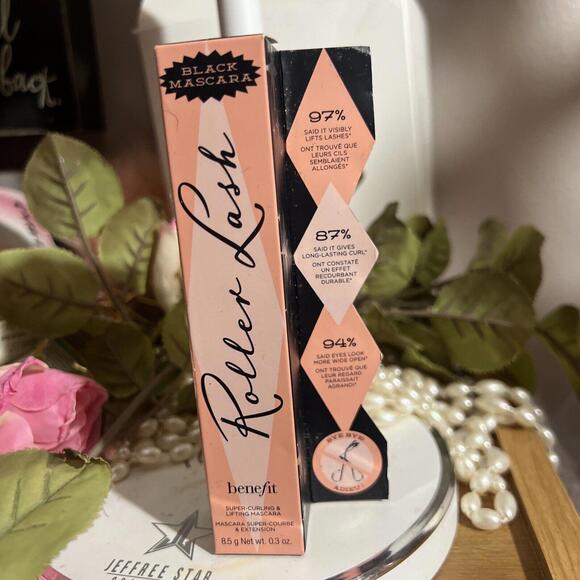 BLACK
MASCARA
Roller Lash
benefit
SUPER-CURLING &
LIFTING MASCARA
MASCARA SUPER-COURBE
& EXTENSION
8.5 g Net wt. 0.3 oz.
97%
SAID IT VISIBLY
LIFTS LASHES*
ONT TROUVÉ QUE
LEURS CILS
SEMBLAIENT
ALLONGÉS*
87%
SAID IT GIVES
LONG-LASTING CURL*
ONT CONSTATÉ
UN EFFET
RECOURBANT
DURABLE*
94%
SAID EYES LOOK
MORE WIDE OPEN*
ONT TROUVÉ QUE
LEUR REGARD
PARAISSAIT
AGRANDI*
BYE BYE
ADIEU!
JEFFREE STAR